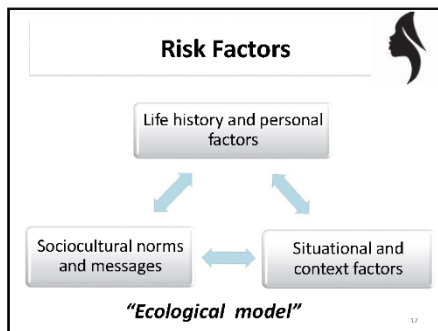 Risk Factors
Life history and personal
factors
Sociocultural norms
and messages
Situational and
context factors
"Ecological model"
12